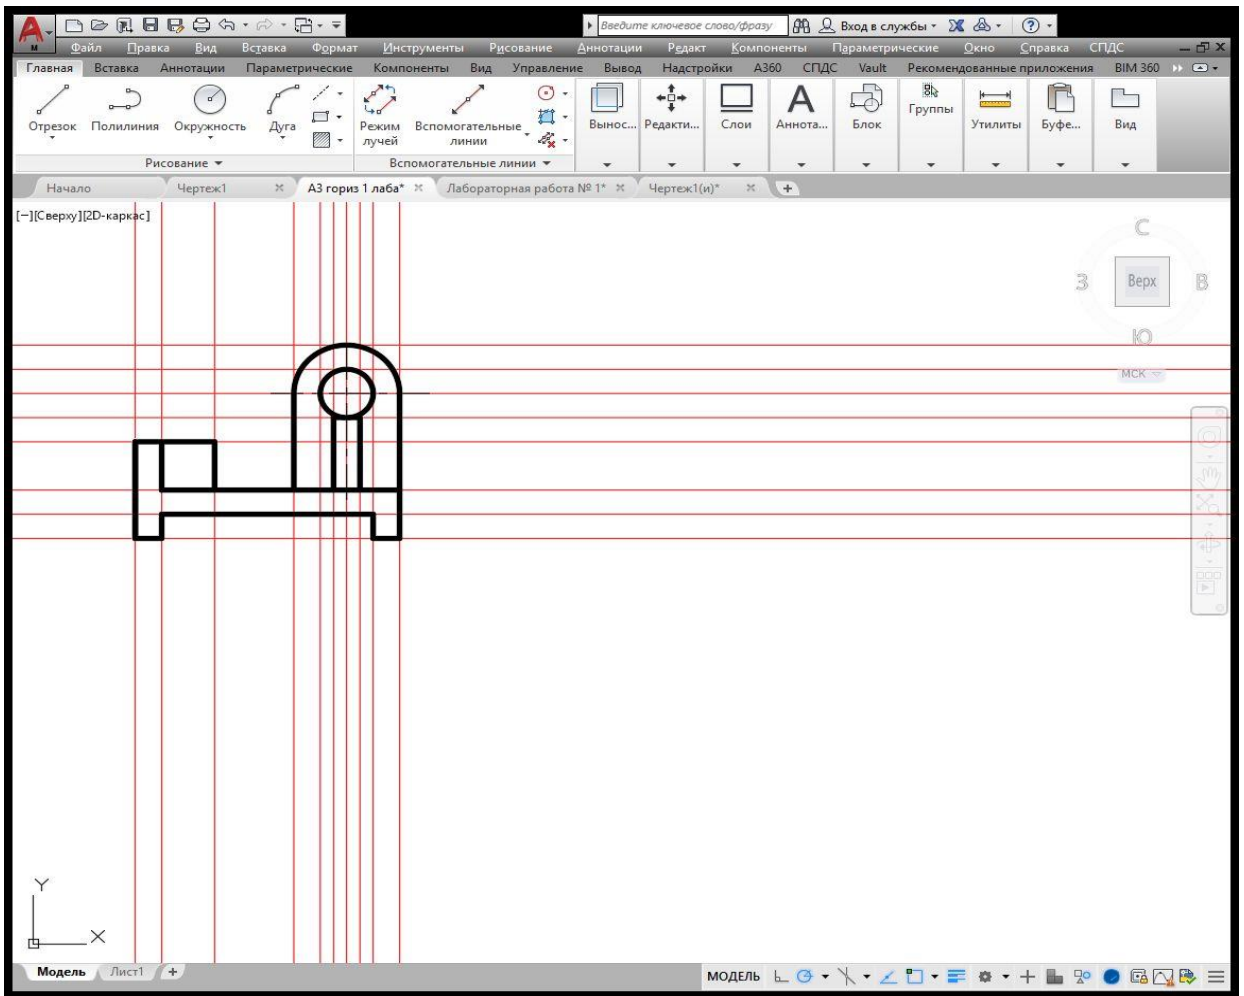 Введите ключевое слово/фразу Вход в службы
М Файл Правка Вид Вставка Формат Инструменты Рисование Аннотации Редакт Компоненты Параметрические Окно Справка СПДС
Главная Вставка Аннотации Параметрические Компоненты Вид Управление Вывод Надстройки A360 СПДС Vault Рекомендованные приложения BIM 360
Группы
Отрезок Полилиния Окружность Дуга Режим лучей Вспомогательные линии Вынос... Редакти... Слои Аннота... Блок Утилиты Буфе... Вид
Рисование Вспомогательные линии
Начало Чертеж1 А3 гориз 1 лаба* Лабораторная работа № 1* Чертеж1(и)*
[−][Сверху][2D-каркас]
С
З Верх В
Ю
МСК
Y
X
Модель Лист1 + МОДЕЛЬ